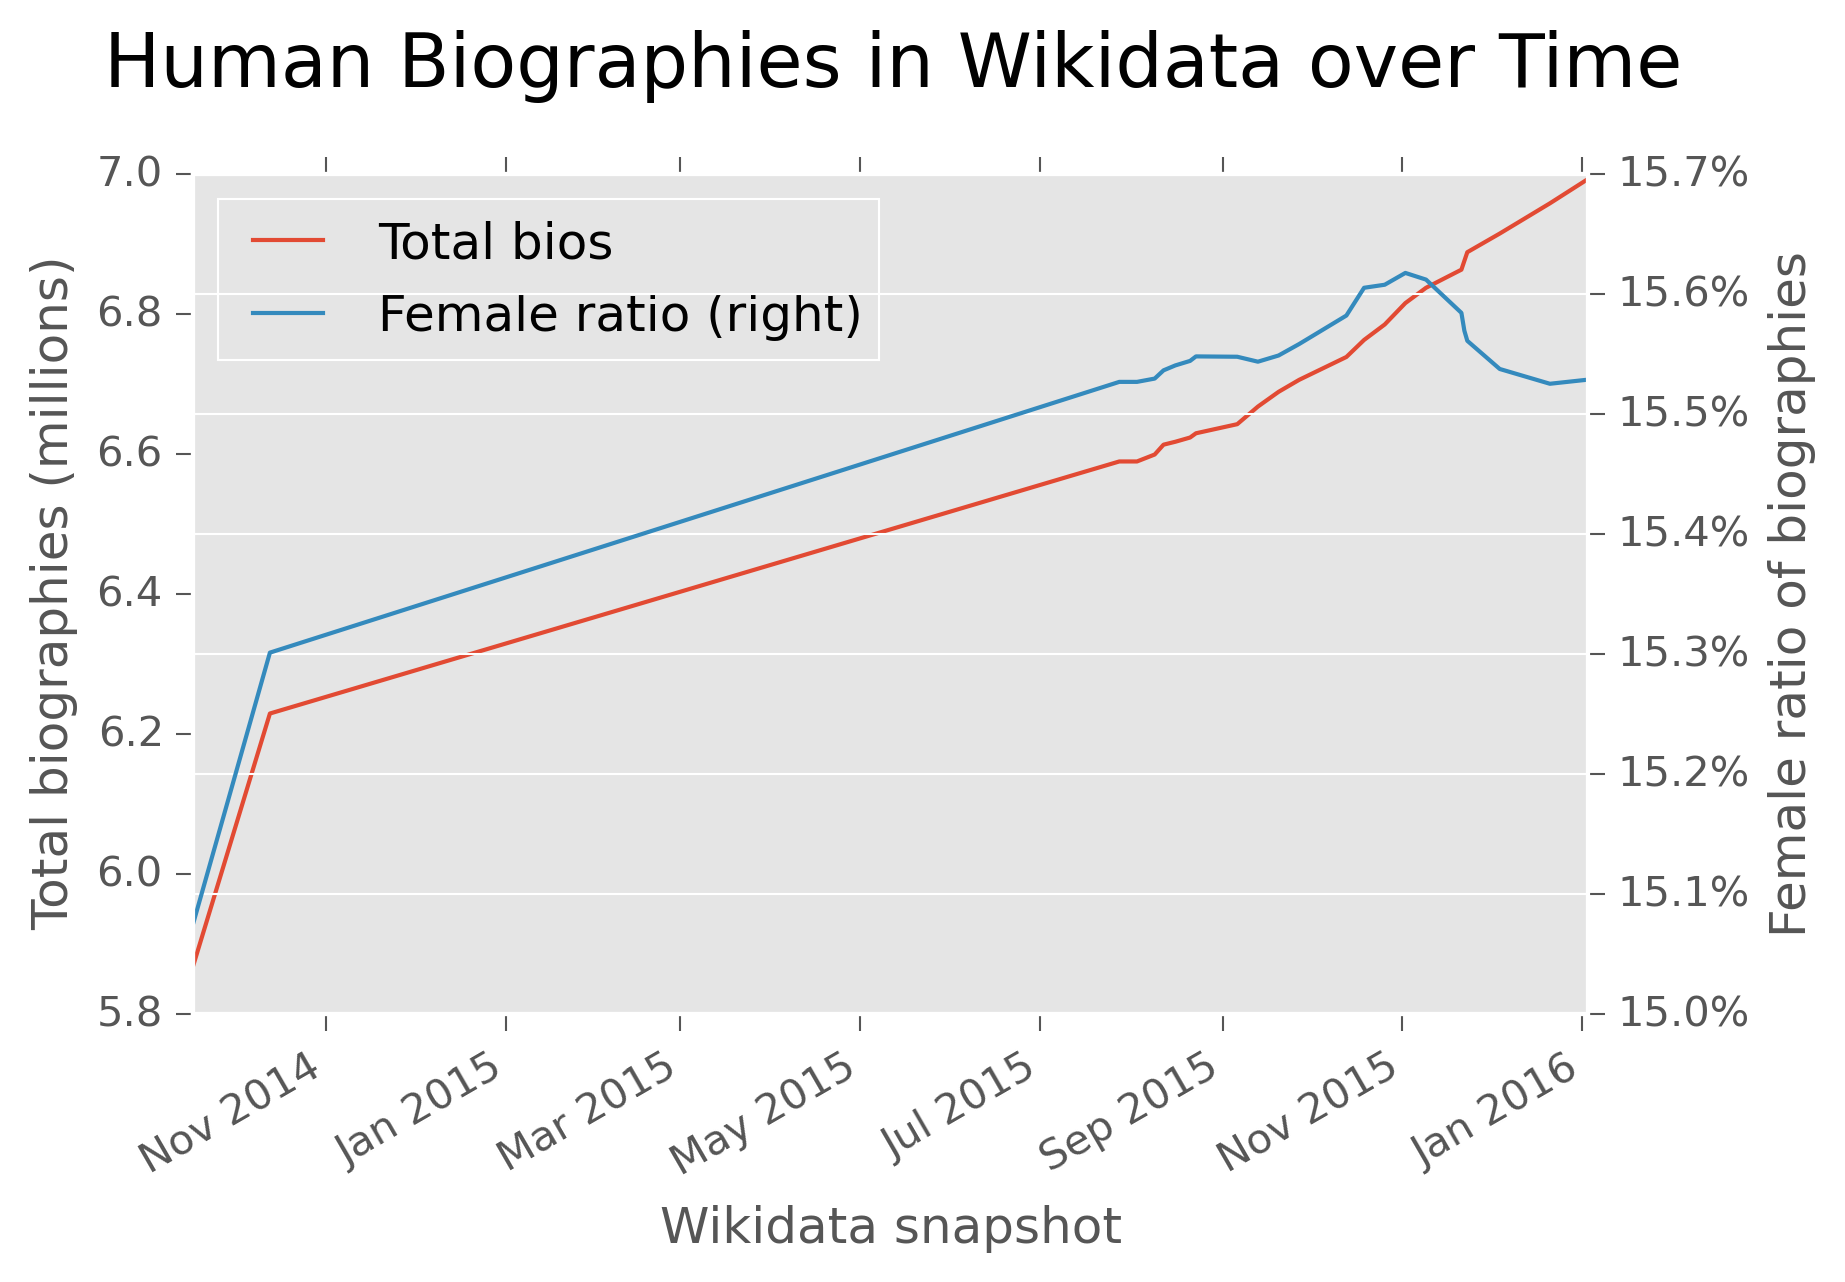 Human Biographies in Wikidata over Time
Total bios
Female ratio (right)
Total biographies (millions)
7.0
6.8
6.6
6.4
6.2
6.0
5.8
15.7%
15.6%
15.5%
15.4%
15.3%
15.2%
15.1%
15.0%
Female ratio of biographies
Nov 2014
Jan 2015
Mar 2015
May 2015
Jul 2015
Sep 2015
Nov 2015
Jan 2016
Wikidata snapshot